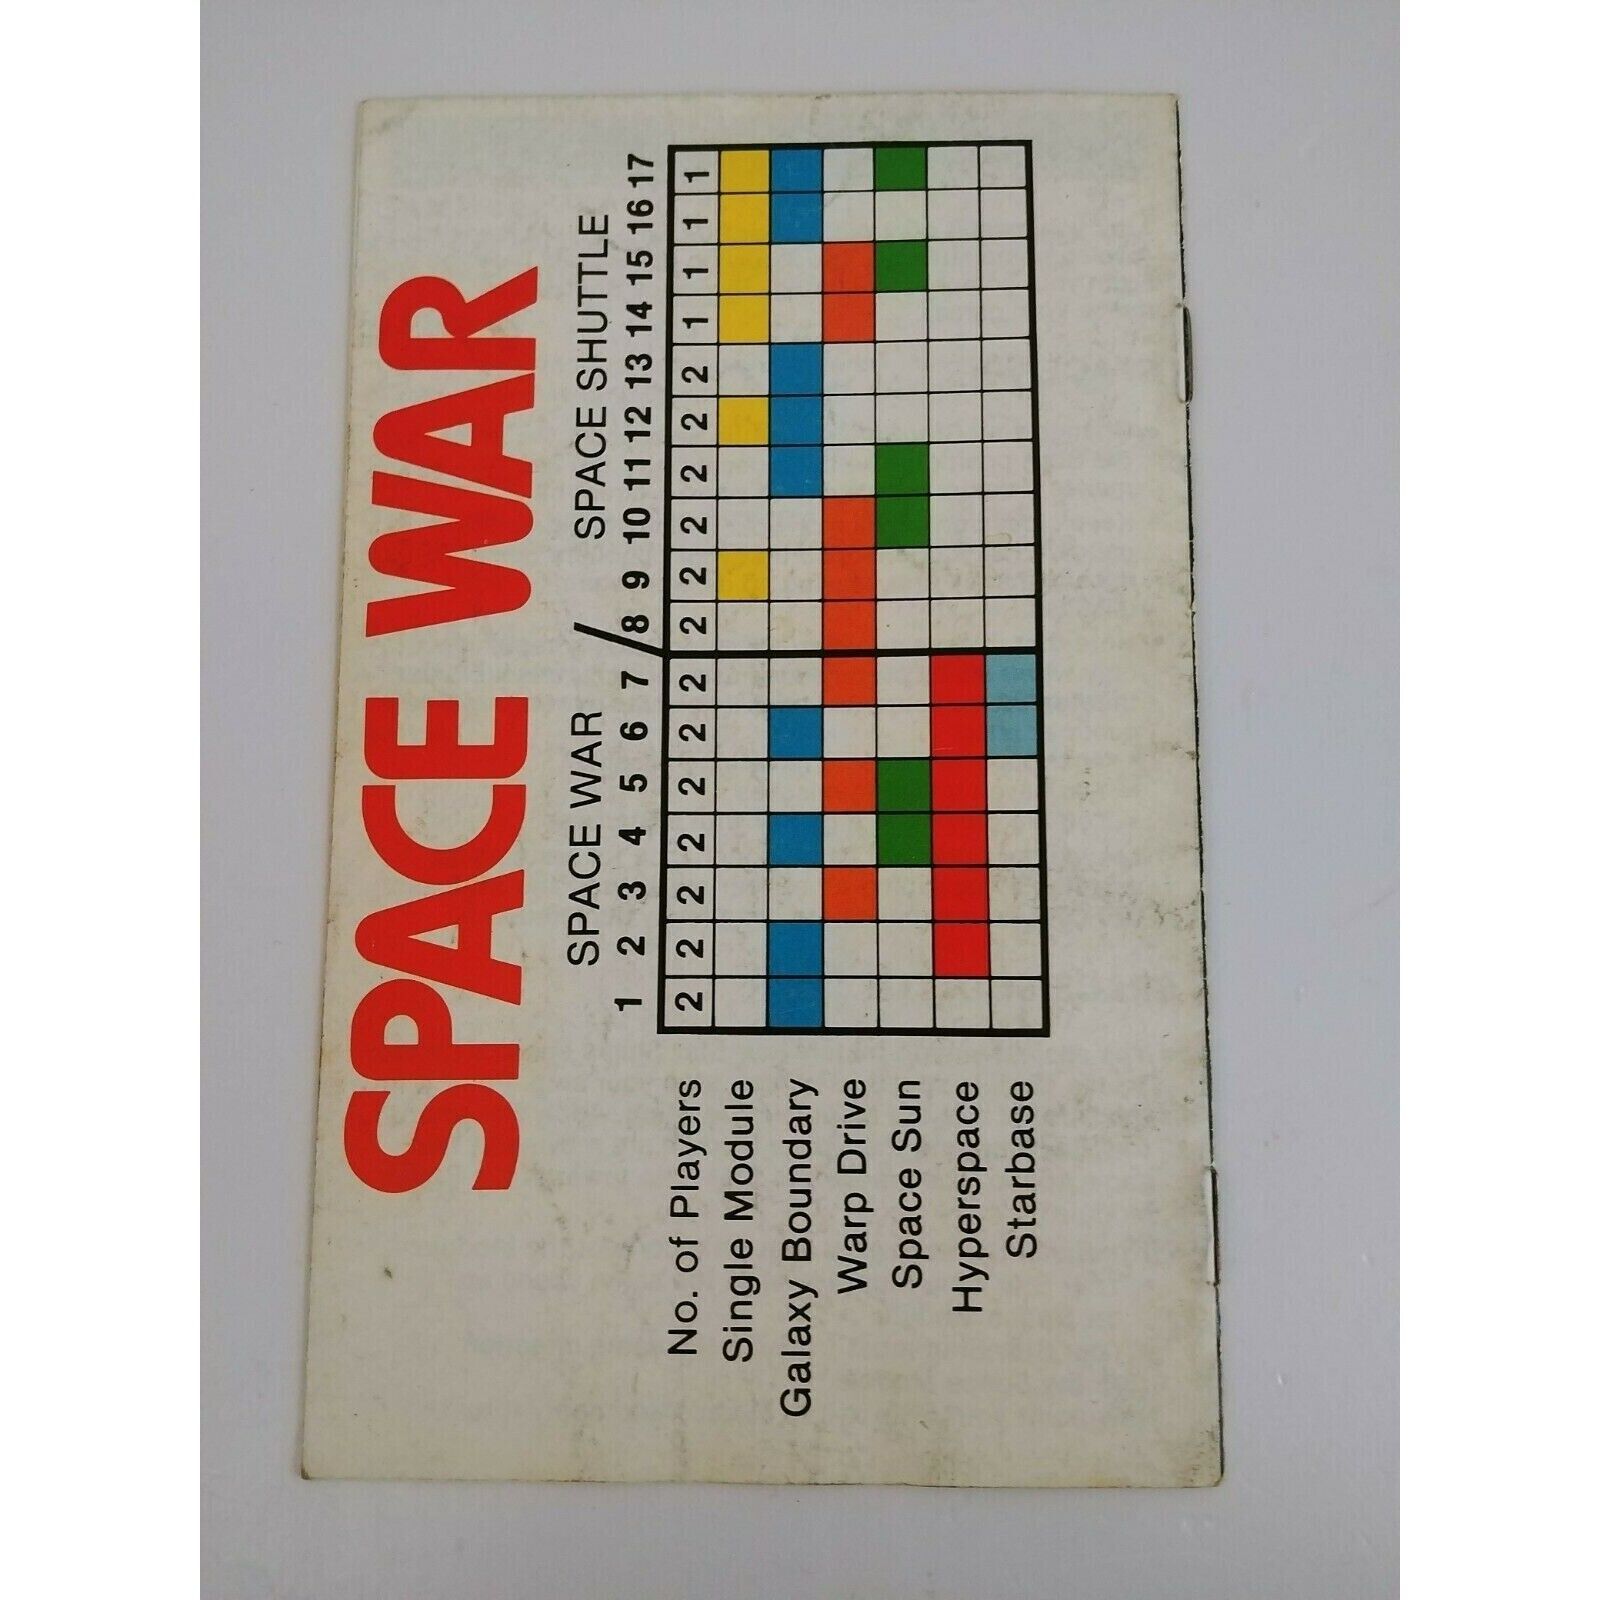 SPACE WAR
SPACE WAR / SPACE SHUTTLE
1 2 3 4 5 6 7 8 9 10 11 12 13 14 15 16 17
No. of Players 2 2 2 2 2 2 2 2 2 2 2 2 2 1 1 1 1
Single Module
Galaxy Boundary
Warp Drive
Space Sun
Hyperspace
Starbase